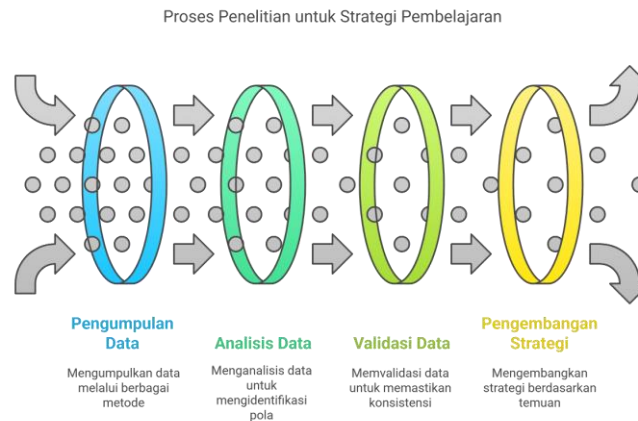 Proses Penelitian untuk Strategi Pembelajaran
Pengumpulan
Data
Mengumpulkan data
melalui berbagai
metode
Analisis Data
Menganalisis data
untuk
mengidentifikasi
pola
Validasi Data
Memvalidasi data
untuk memastikan
konsistensi
Pengembangan
Strategi
Mengembangkan
strategi berdasarkan
temuan